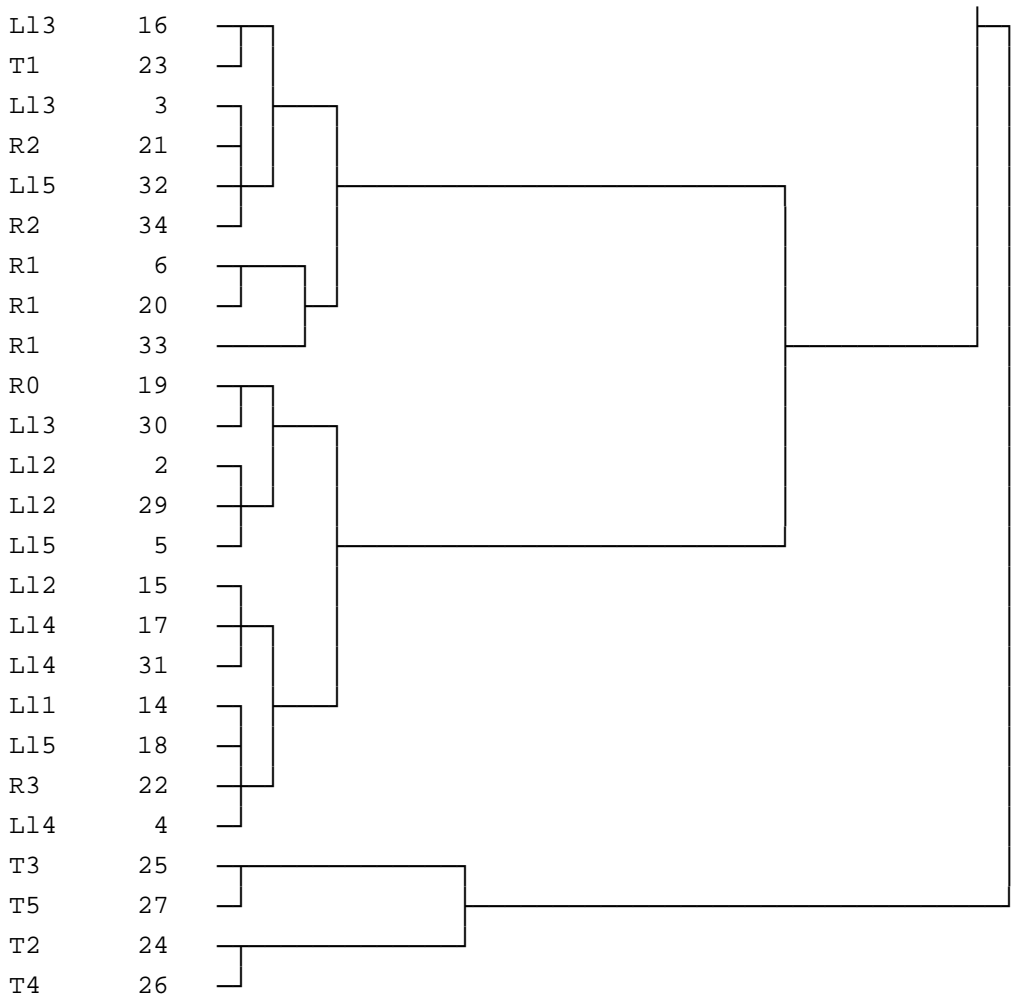 Ll3 16
T1 23
Ll3 3
R2 21
Ll5 32
R2 34
R1 6
R1 20
R1 33
R0 19
Ll3 30
Ll2 2
Ll2 29
Ll5 5
Ll2 15
Ll4 17
Ll4 31
Ll1 14
Ll5 18
R3 22
Ll4 4
T3 25
T5 27
T2 24
T4 26